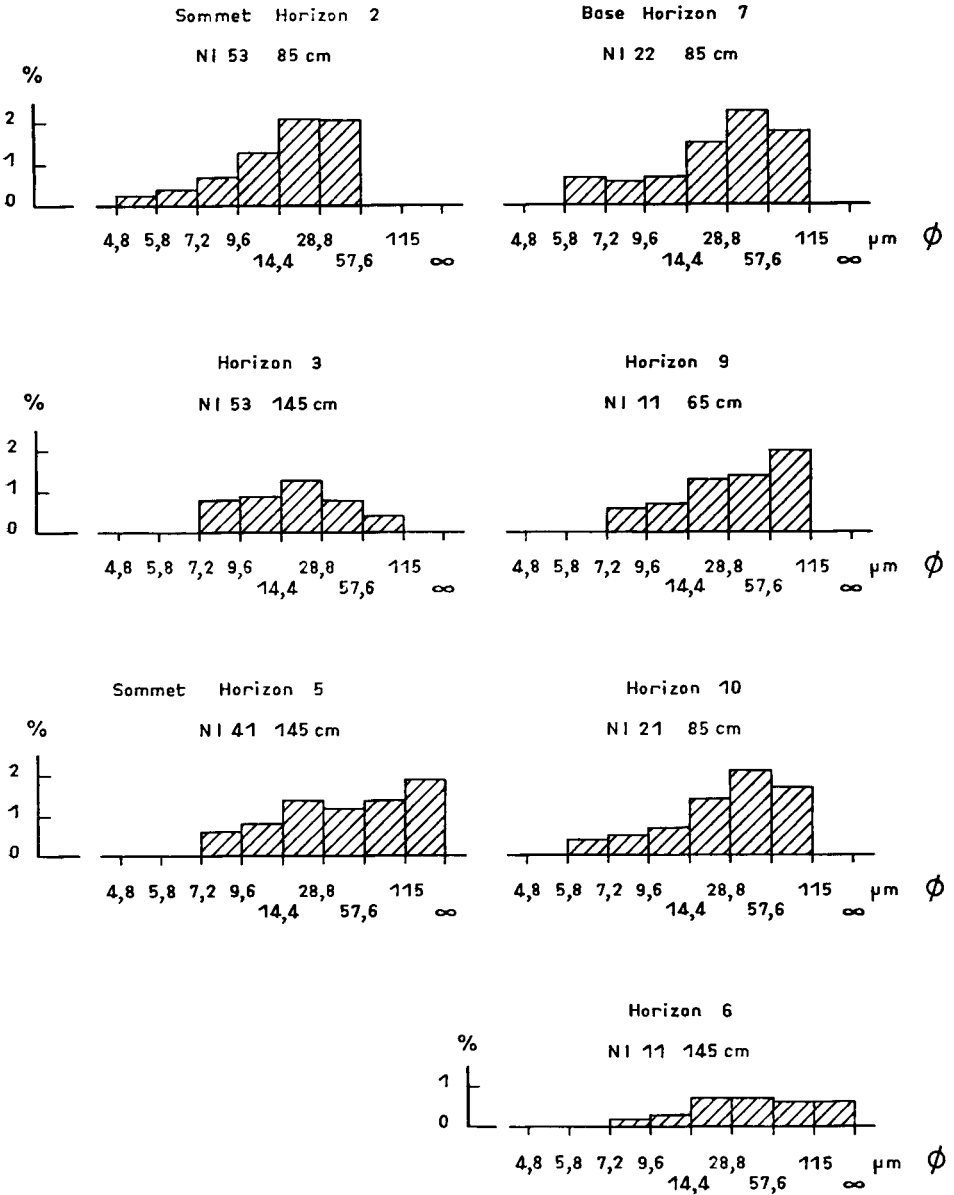 Sommet Horizon 2
NI 53 85 cm
%
2
1
0
4,8 5,8 7,2 9,6 28,8 115
14,4 57,6 ∞
Base Horizon 7
NI 22 85 cm
4,8 5,8 7,2 9,6 28,8 115 µm ϕ
14,4 57,6 ∞
Horizon 3
NI 53 145 cm
%
2
1
0
4,8 5,8 7,2 9,6 28,8 115
14,4 57,6 ∞
Horizon 9
NI 11 65 cm
4,8 5,8 7,2 9,6 28,8 115 µm ϕ
14,4 57,6 ∞
Sommet Horizon 5
NI 41 145 cm
%
2
1
0
4,8 5,8 7,2 9,6 28,8 115
14,4 57,6 ∞
Horizon 10
NI 21 85 cm
4,8 5,8 7,2 9,6 28,8 115 µm ϕ
14,4 57,6 ∞
Horizon 6
NI 11 145 cm
%
1
0
4,8 5,8 7,2 9,6 28,8 115 µm ϕ
14,4 57,6 ∞